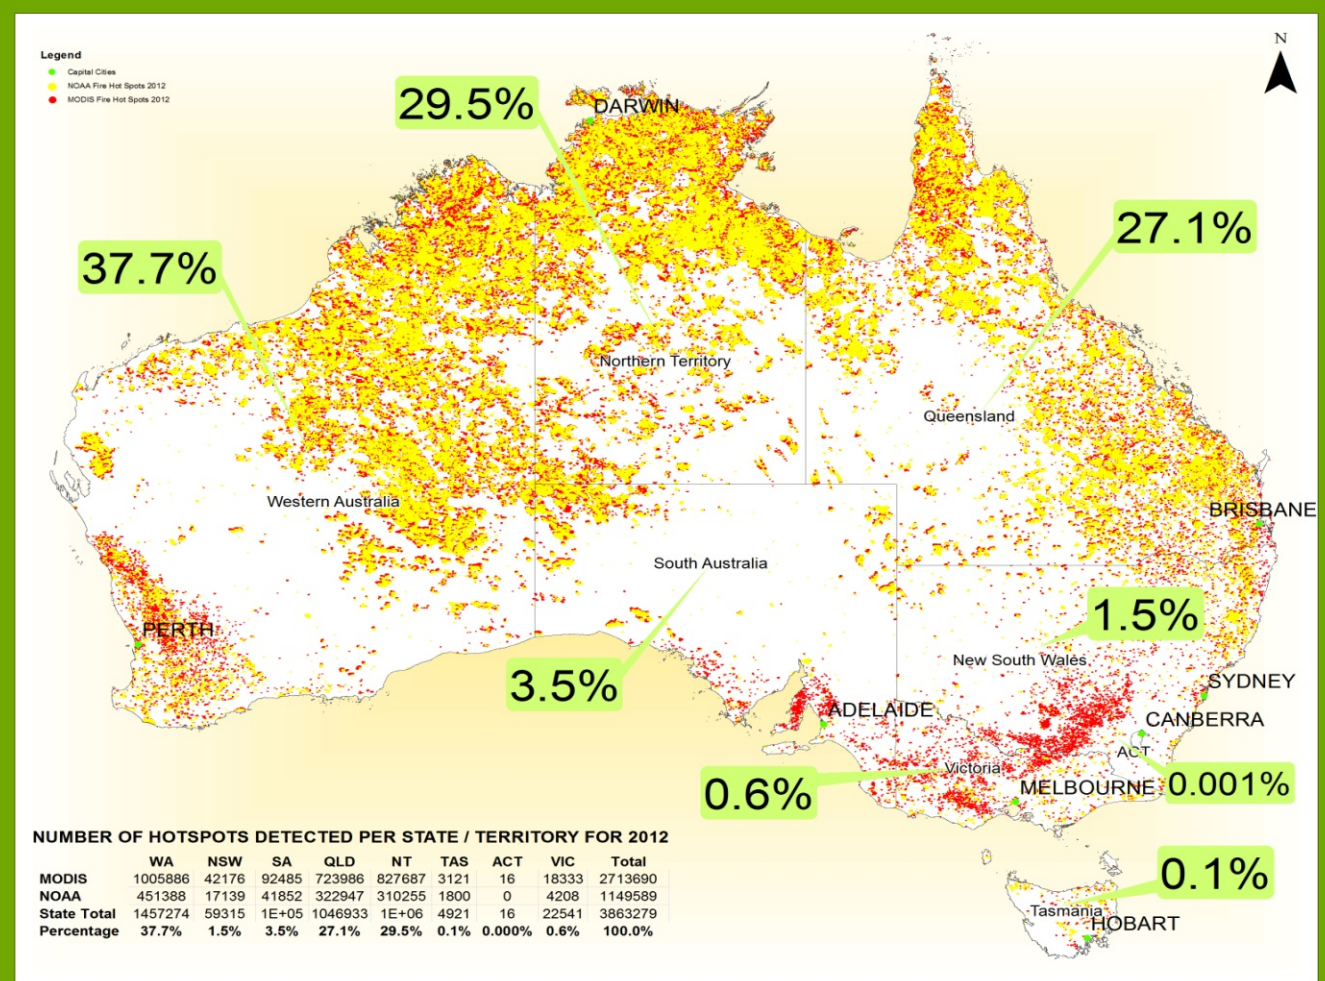 Legend
Capital Cities
NOAA Fire Hot Spots 2012
MODIS Fire Hot Spots 2012
N
29.5%
DARWIN
27.1%
37.7%
Northern Territory
Queensland
Western Australia
BRISBANE
South Australia
1.5%
PERTH
New South Wales
3.5%
SYDNEY
ADELAIDE
CANBERRA
ACT
Victoria
0.6%
MELBOURNE
0.001%
NUMBER OF HOTSPOTS DETECTED PER STATE / TERRITORY FOR 2012
WA NSW SA QLD NT TAS ACT VIC Total
MODIS 1005886 42176 92485 723986 827687 3121 16 18333 2713690
NOAA 451388 17139 41852 322947 310255 1800 0 4208 1149589
State Total 1457274 59315 1E+05 1046933 1E+06 4921 16 22541 3863279
Percentage 37.7% 1.5% 3.5% 27.1% 29.5% 0.1% 0.000% 0.6% 100.0%
0.1%
Tasmania
HOBART